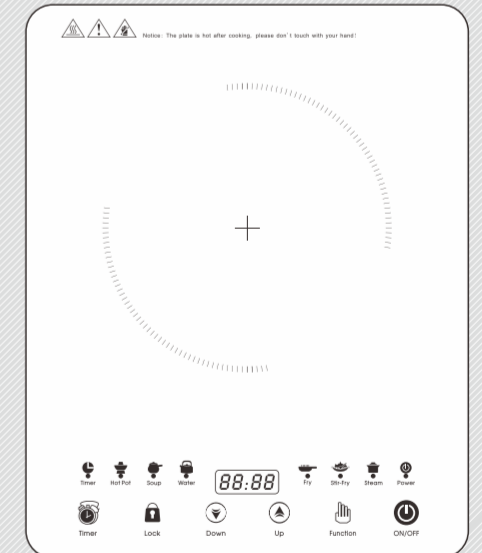 Notice: The plate is hot after cooking, please don't touch with your hand!
Timer Hot Pot Soup Water 88:88 Fry Stir-Fry Steam Power
Timer Lock Down Up Function ON/OFF